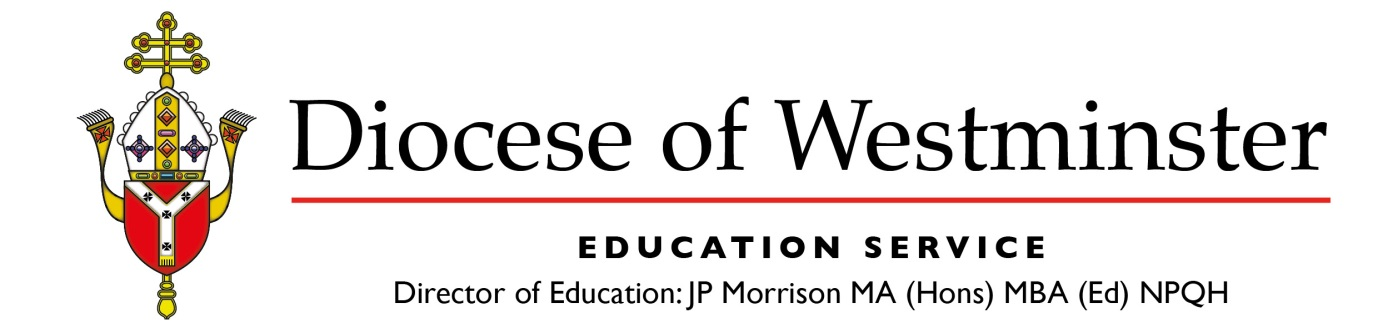 Diocese of Westminster
EDUCATION SERVICE
Director of Education: JP Morrison MA (Hons) MBA (Ed) NPQH